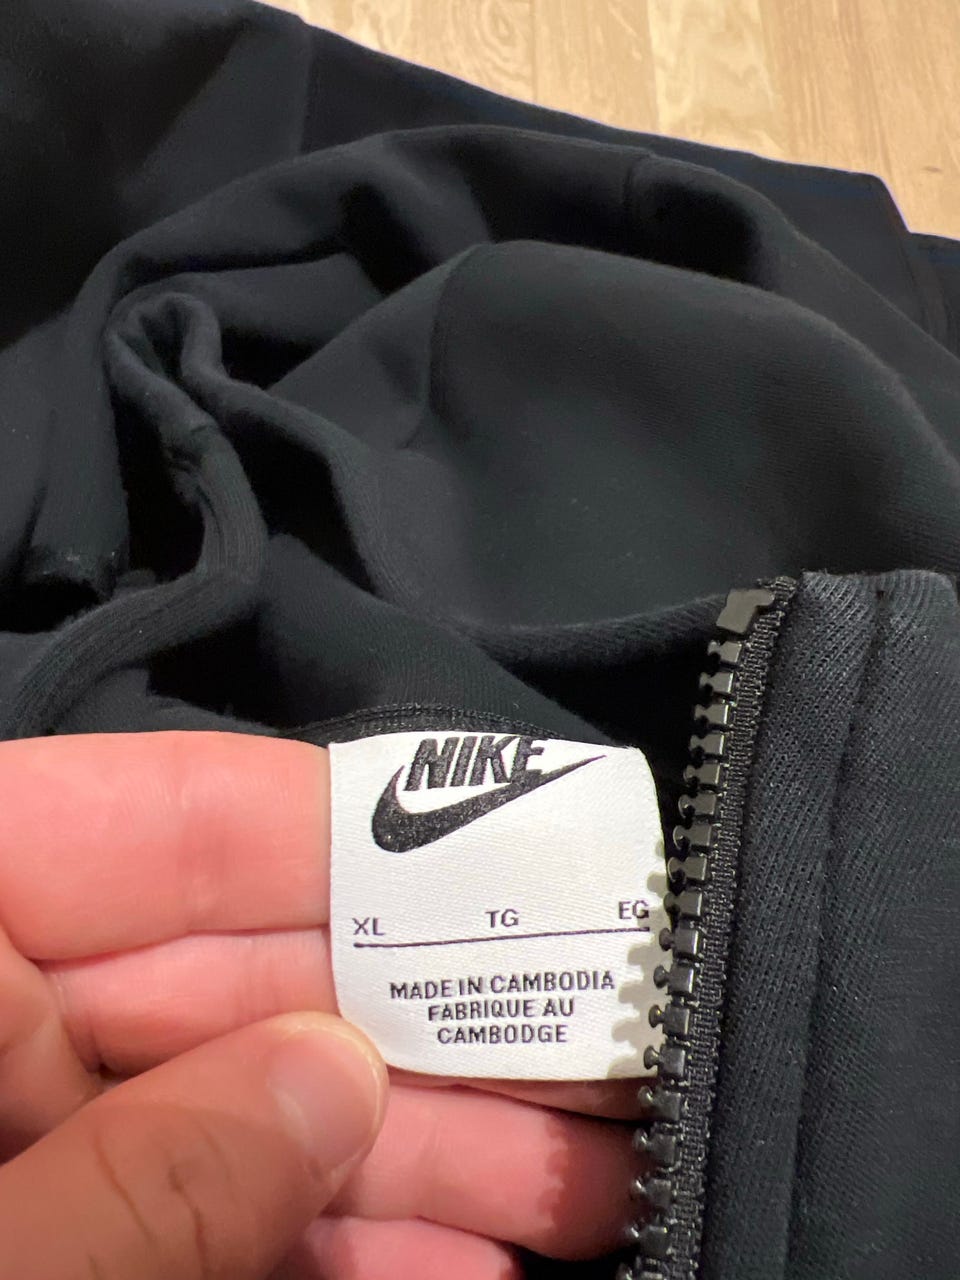 NIKE
XL TG EG
MADE IN CAMBODIA
FABRIQUE AU
CAMBODGE